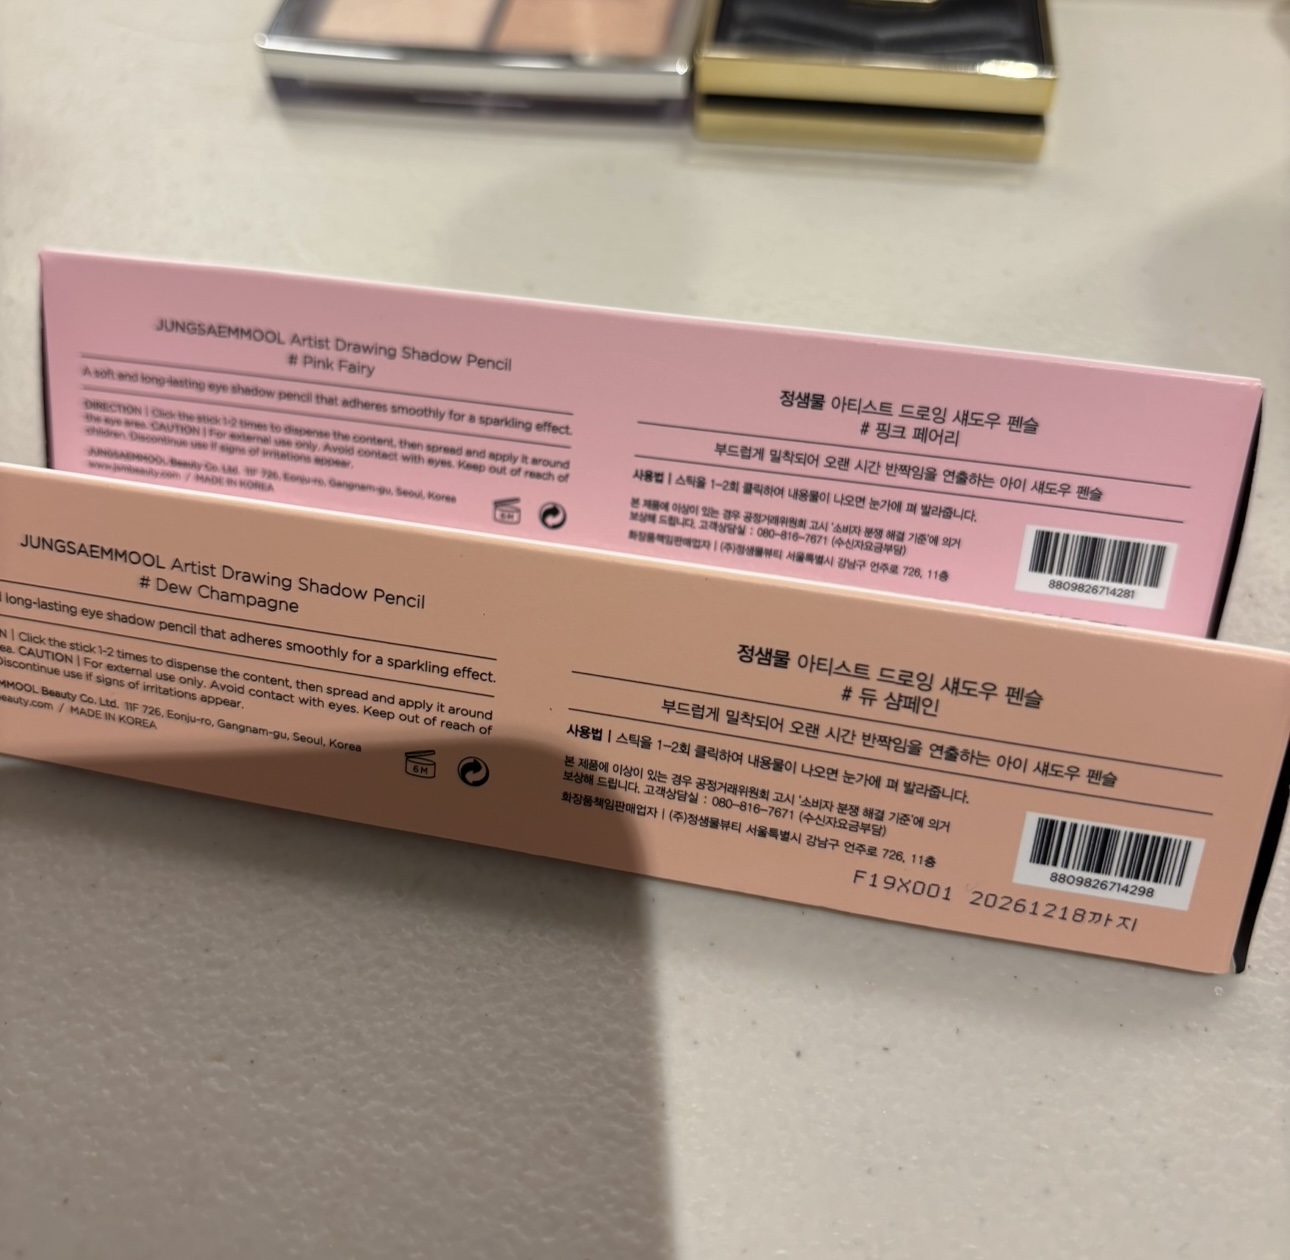 JUNGSAEMMOOL Artist Drawing Shadow Pencil
# Pink Fairy
A soft and long-lasting eye shadow pencil that adheres smoothly for a sparkling effect.
DIRECTION | Click the stick 1-2 times to dispense the content, then spread and apply it around
the eye area. CAUTION | For external use only. Avoid contact with eyes. Keep out of reach of
children. Discontinue use if signs of irritations appear.
JUNGSAEMMOOL Beauty Co. Ltd. 11F 726, Eonju-ro, Gangnam-gu, Seoul, Korea
www.jsmbeauty.com / MADE IN KOREA
6M
정샘물 아티스트 드로잉 섀도우 펜슬
# 핑크 페어리
부드럽게 밀착되어 오랜 시간 반짝임을 연출하는 아이 섀도우 펜슬
사용법 | 스틱을 1-2회 클릭하여 내용물이 나오면 눈가에 펴 발라줍니다.
본 제품에 이상이 있는 경우 공정거래위원회 고시 '소비자 분쟁 해결 기준'에 의거
보상해 드립니다. 고객상담실 : 080-816-7671 (수신자요금부담)
화장품책임판매업자 | (주)정샘물뷰티 서울특별시 강남구 언주로 726, 11층
8809826714281
JUNGSAEMMOOL Artist Drawing Shadow Pencil
# Dew Champagne
long-lasting eye shadow pencil that adheres smoothly for a sparkling effect.
N | Click the stick 1-2 times to dispense the content, then spread and apply it around
ea. CAUTION | For external use only. Avoid contact with eyes. Keep out of reach of
Discontinue use if signs of irritations appear.
MMOOL Beauty Co. Ltd. 11F 726, Eonju-ro, Gangnam-gu, Seoul, Korea
eauty.com / MADE IN KOREA
6M
정샘물 아티스트 드로잉 섀도우 펜슬
# 듀 샴페인
부드럽게 밀착되어 오랜 시간 반짝임을 연출하는 아이 섀도우 펜슬
사용법 | 스틱을 1-2회 클릭하여 내용물이 나오면 눈가에 펴 발라줍니다.
본 제품에 이상이 있는 경우 공정거래위원회 고시 '소비자 분쟁 해결 기준'에 의거
보상해 드립니다. 고객상담실 : 080-816-7671 (수신자요금부담)
화장품책임판매업자 | (주)정샘물뷰티 서울특별시 강남구 언주로 726, 11층
8809826714298
F19X001 20261218까지